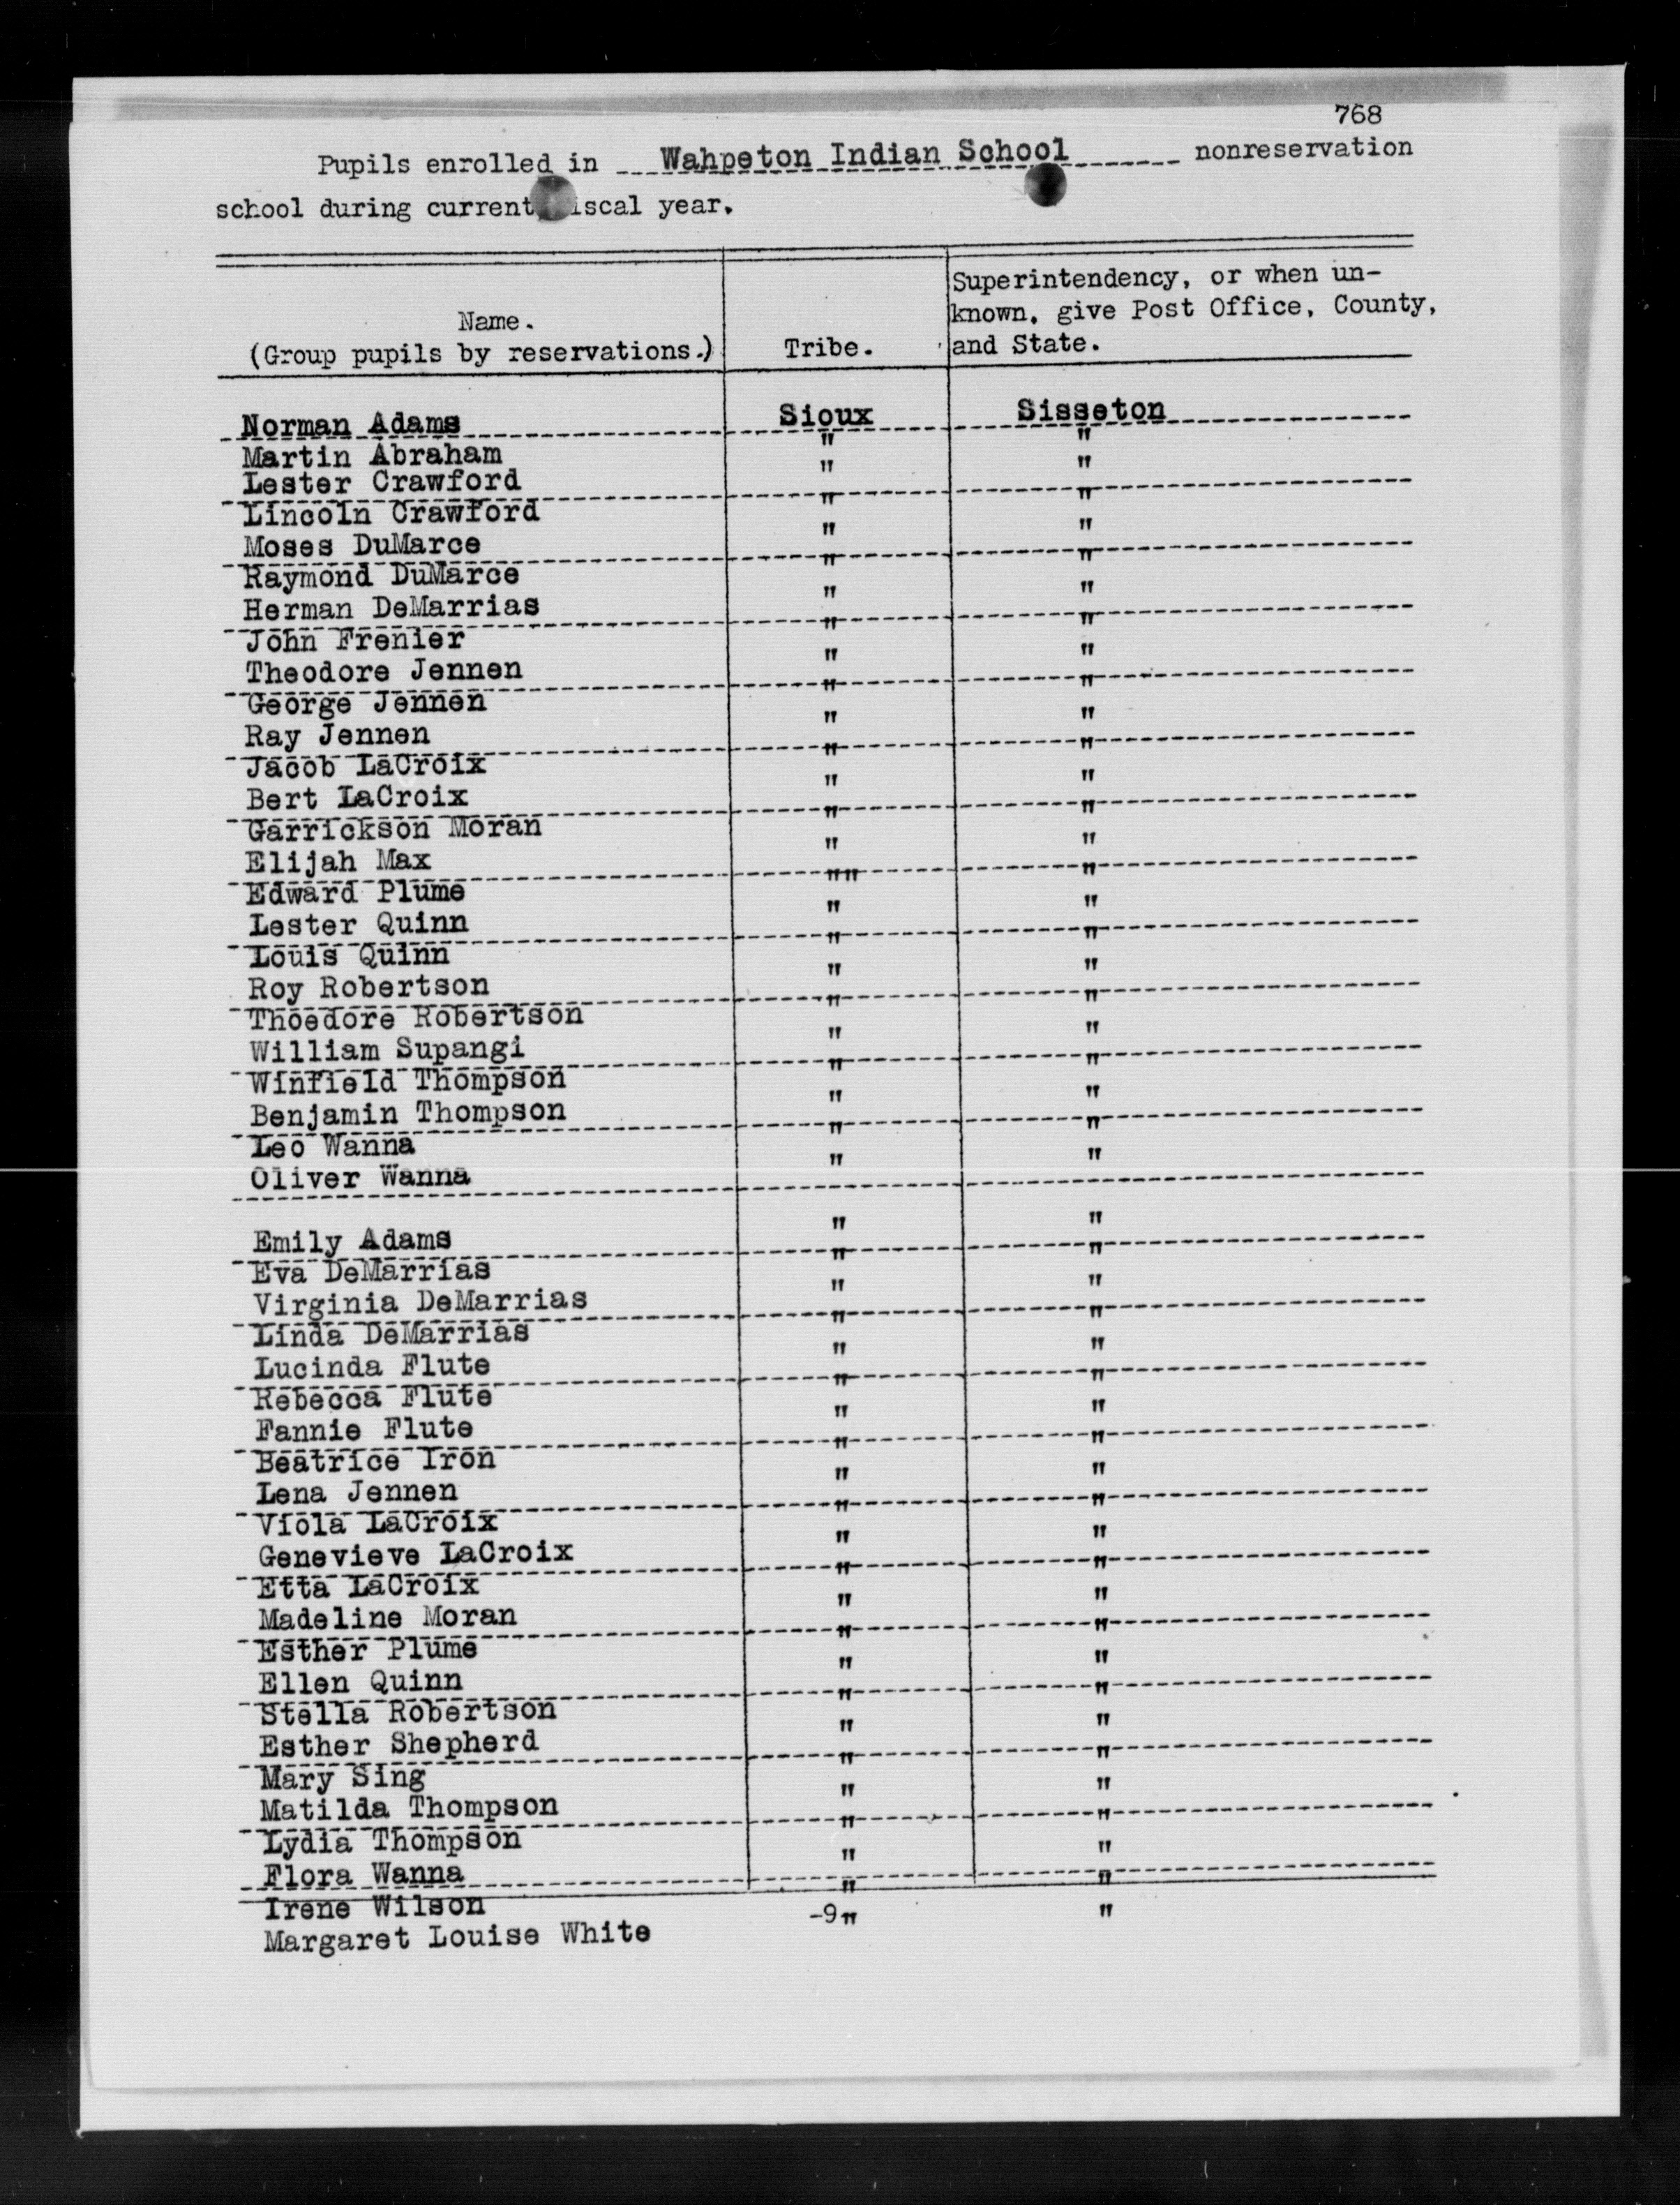 768
Pupils enrolled in Wahpeton Indian School nonreservation
school during current iscal year.
Name.
(Group pupils by reservations.)
Tribe.
Superintendency, or when un-
known, give Post Office, County,
and State.
Norman Adams Sioux Sisseton
Martin Abraham " "
Lester Crawford " "
Lincoln Crawford " "
Moses DuMarce " "
Raymond DuMarce " "
Herman DeMarrias " "
John Frenier " "
Theodore Jennen " "
George Jennen " "
Ray Jennen " "
Jacob LaCroix " "
Bert LaCroix " "
Garrickson Moran " "
Elijah Max " "
Edward Plume "" "
Lester Quinn " "
Louis Quinn " "
Roy Robertson " "
Thoedore Robertson " "
William Supangi " "
Winfield Thompson " "
Benjamin Thompson " "
Leo Wanna " "
Oliver Wanna " "
Emily Adams " "
Eva DeMarrias " "
Virginia DeMarrias " "
Linda DeMarrias " "
Lucinda Flute " "
Rebecca Flute " "
Fannie Flute " "
Beatrice Iron " "
Lena Jennen " "
Viola LaCroix " "
Genevieve LaCroix " "
Etta LaCroix " "
Madeline Moran " "
Esther Plume " "
Ellen Quinn " "
Stella Robertson " "
Esther Shepherd " "
Mary Sing " "
Matilda Thompson " "
Lydia Thompson " "
Flora Wanna " "
Irene Wilson " "
Margaret Louise White " "
-9-